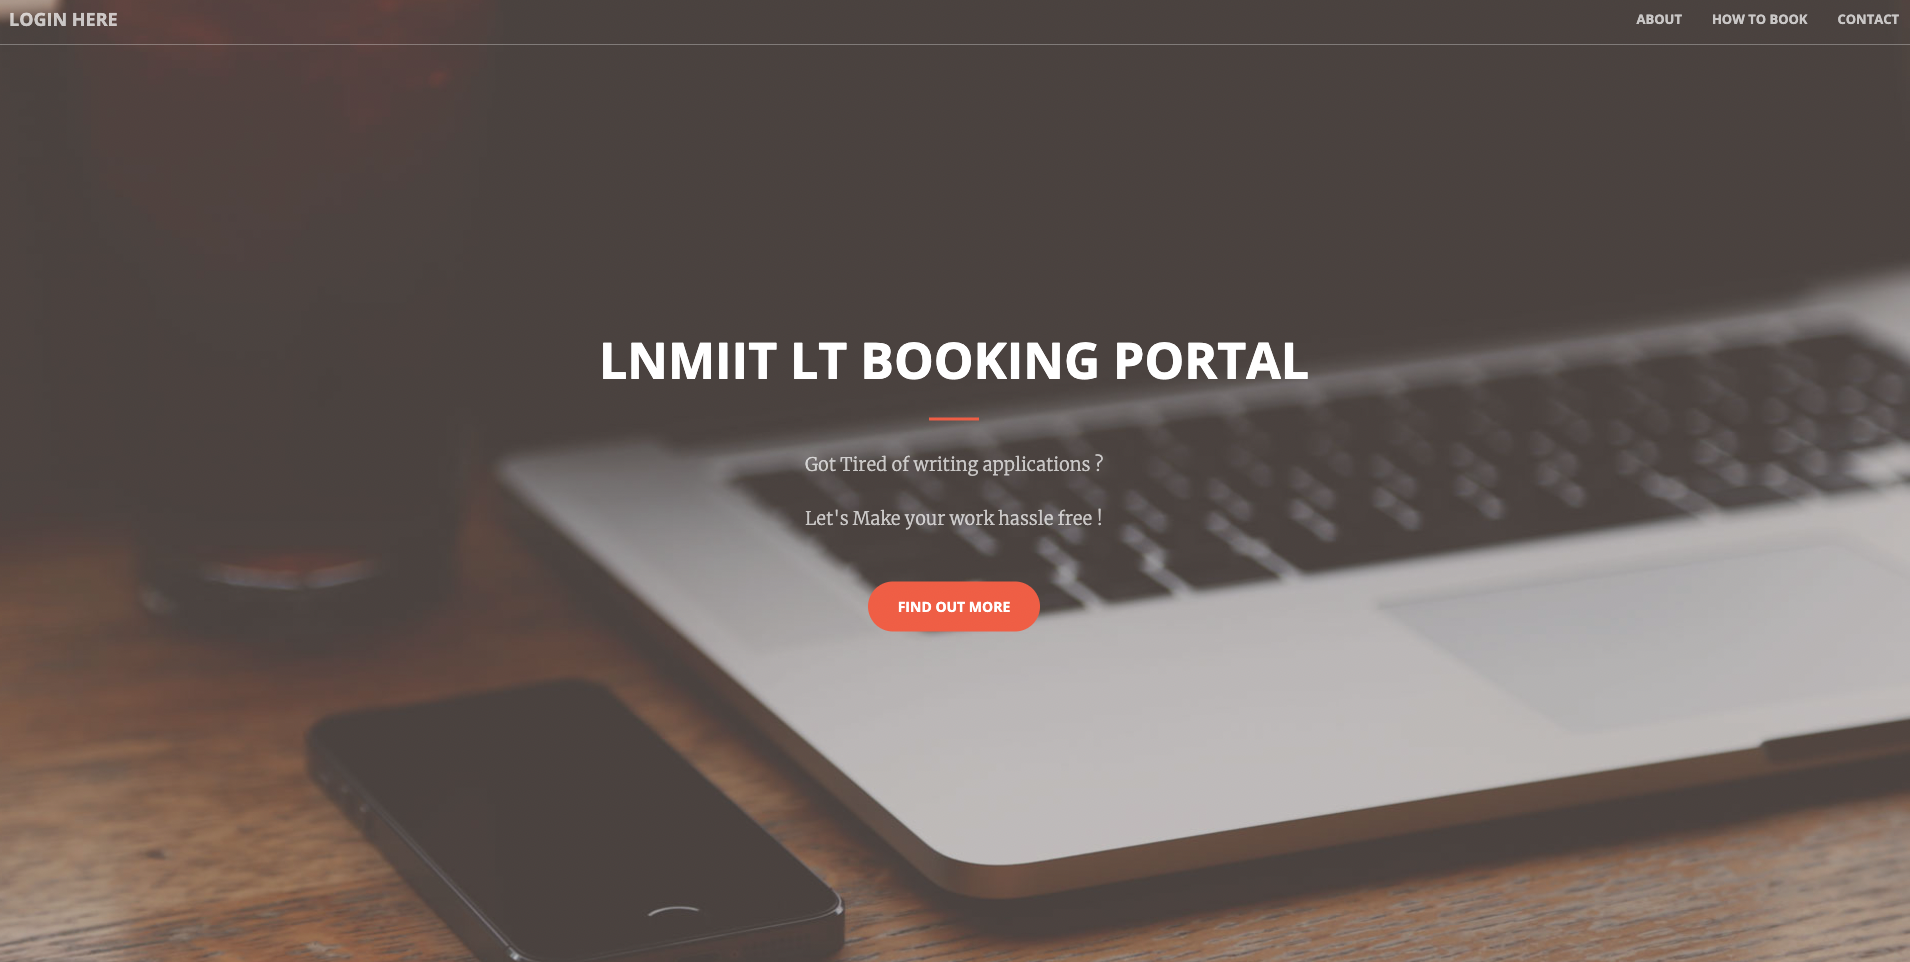 LOGIN HERE
ABOUT HOW TO BOOK CONTACT
LNMIIT LT BOOKING PORTAL
Got Tired of writing applications ?
Let's Make your work hassle free !
FIND OUT MORE